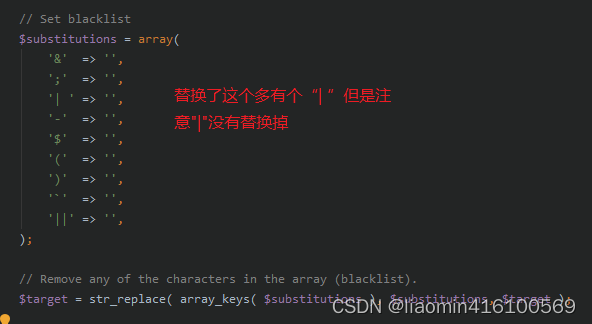 // Set blacklist
$substitutions = array(
'&' => '',
';' => '',
'| ' => '',
'-' => '',
'$' => '',
'(' => '',
')' => '',
'`' => '',
'||' => '',
);
替换了这个多有个“| ”但是注
意"|"没有替换掉
// Remove any of the characters in the array (blacklist).
$target = str_replace( array_keys( $substitutions ), $substitutions, $target );
CSDN @liaomin416100569